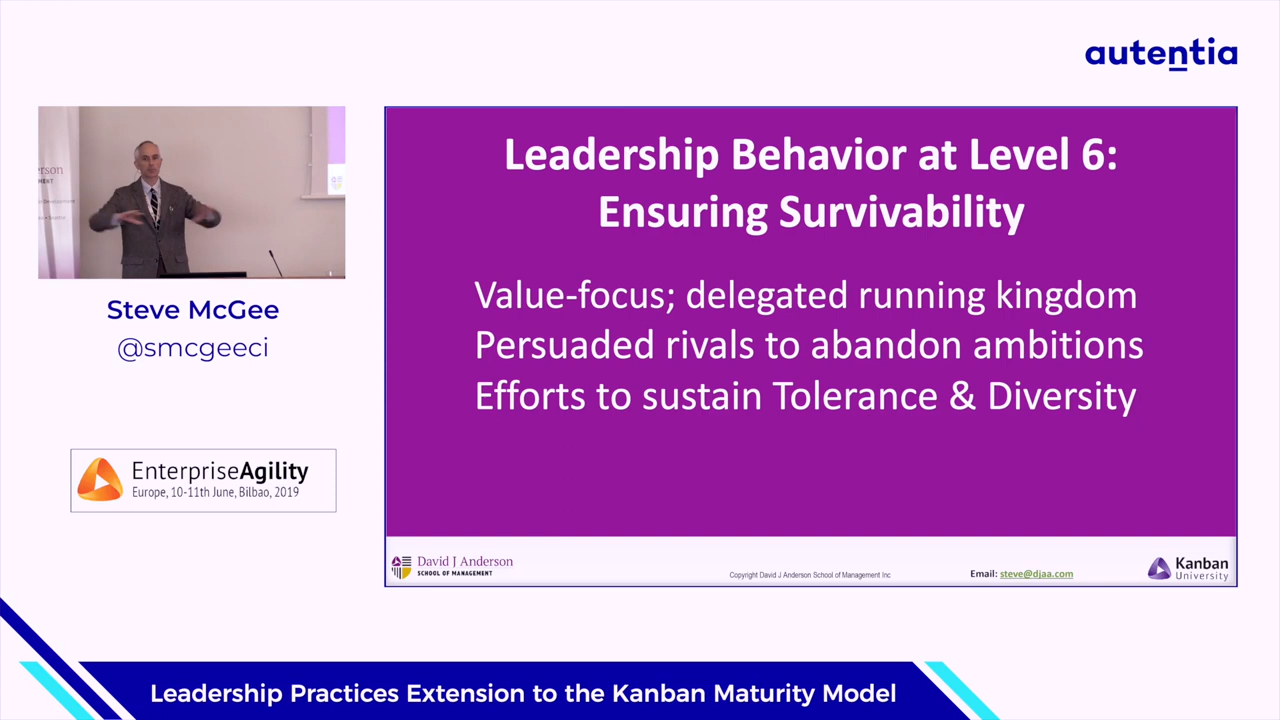 autentia
erson
Steve McGee
@smcgeeci
EnterpriseAgility
Europe, 10-11th June, Bilbao, 2019
Leadership Behavior at Level 6:
Ensuring Survivability
Value-focus; delegated running kingdom
Persuaded rivals to abandon ambitions
Efforts to sustain Tolerance & Diversity
David J Anderson
SCHOOL OF MANAGEMENT
Copyright David J Anderson School of Management Inc
Email: steve@djaa.com
Kanban
University
Leadership Practices Extension to the Kanban Maturity Model